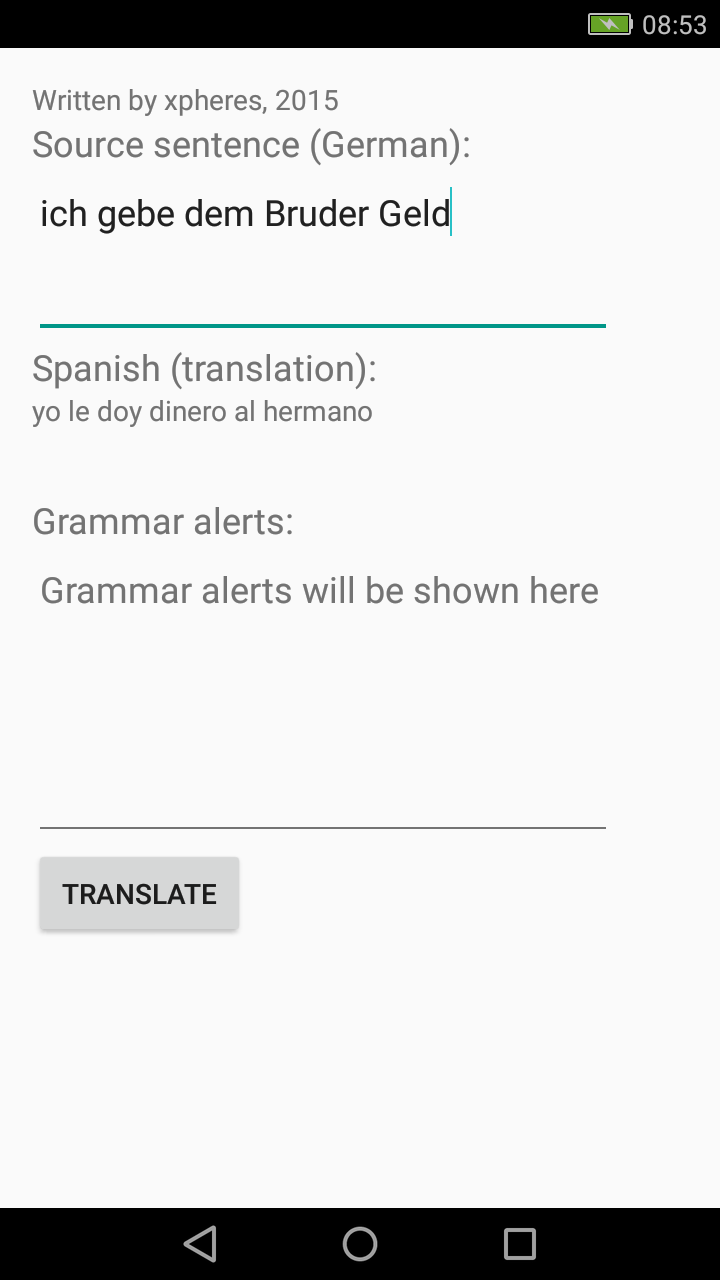 08:53
Written by xpheres, 2015
Source sentence (German):
ich gebe dem Bruder Geld
Spanish (translation):
yo le doy dinero al hermano
Grammar alerts:
Grammar alerts will be shown here
TRANSLATE